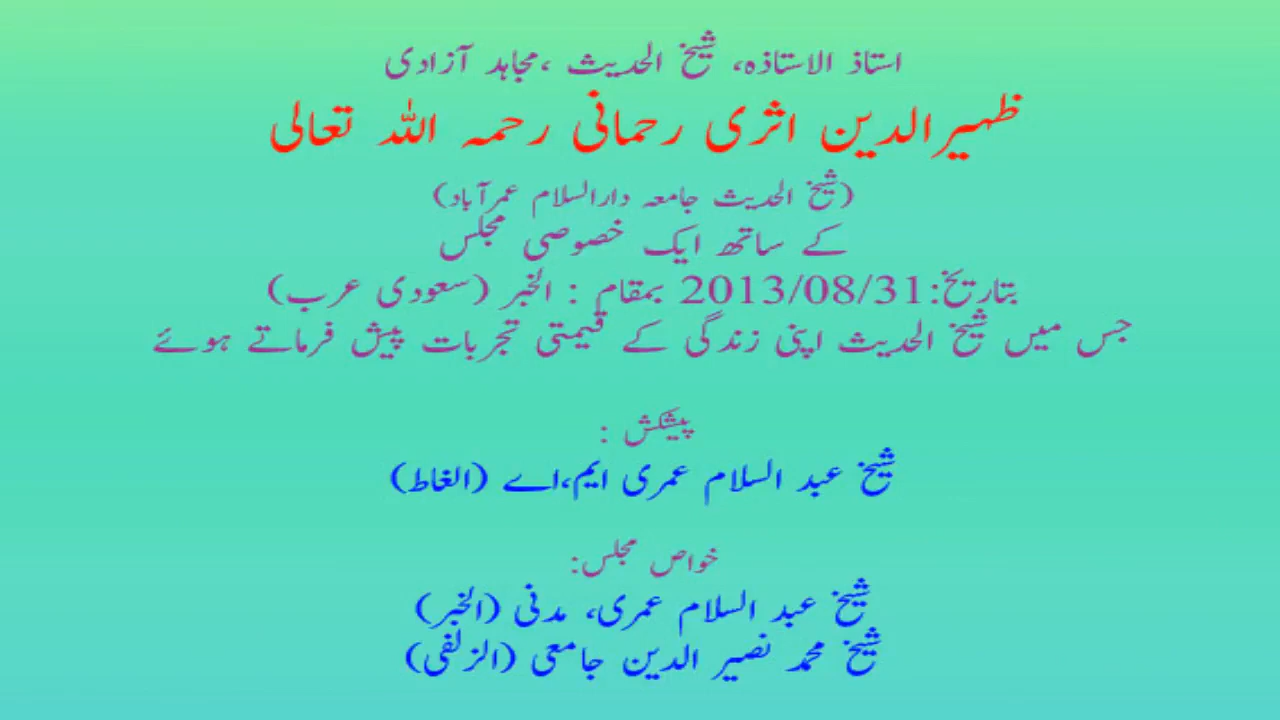 استاذ الاستاذہ، شیخ الحدیث ،مجاہد آزادی
ظہیرالدین اثری رحمانی رحمہ اللہ تعالی
(شیخ الحدیث جامعہ دارالسلام عمرآباد)
کے ساتھ ایک خصوصی مجلس
بتاریخ:2013/08/31 بمقام : الخبر (سعودی عرب)
جس میں شیخ الحدیث اپنی زندگی کے قیمتی تجربات پیش فرماتے ہوئے
پیشکش :
شیخ عبد السلام عمری ایم،اے (الغاط)
خواص مجلس:
شیخ عبد السلام عمری، مدنی (الخبر)
شیخ محمد نصیر الدین جامعی (الزلفی)